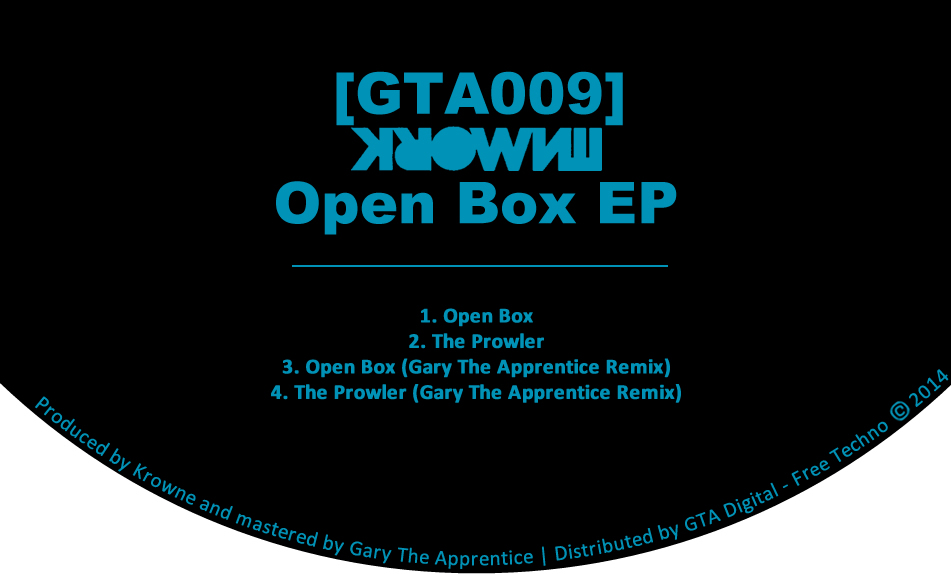 [GTA009]
KROWNE
Open Box EP
1. Open Box
2. The Prowler
3. Open Box (Gary The Apprentice Remix)
4. The Prowler (Gary The Apprentice Remix)
Produced by Krowne and mastered by Gary The Apprentice | Distributed by GTA Digital - Free Techno © 2014